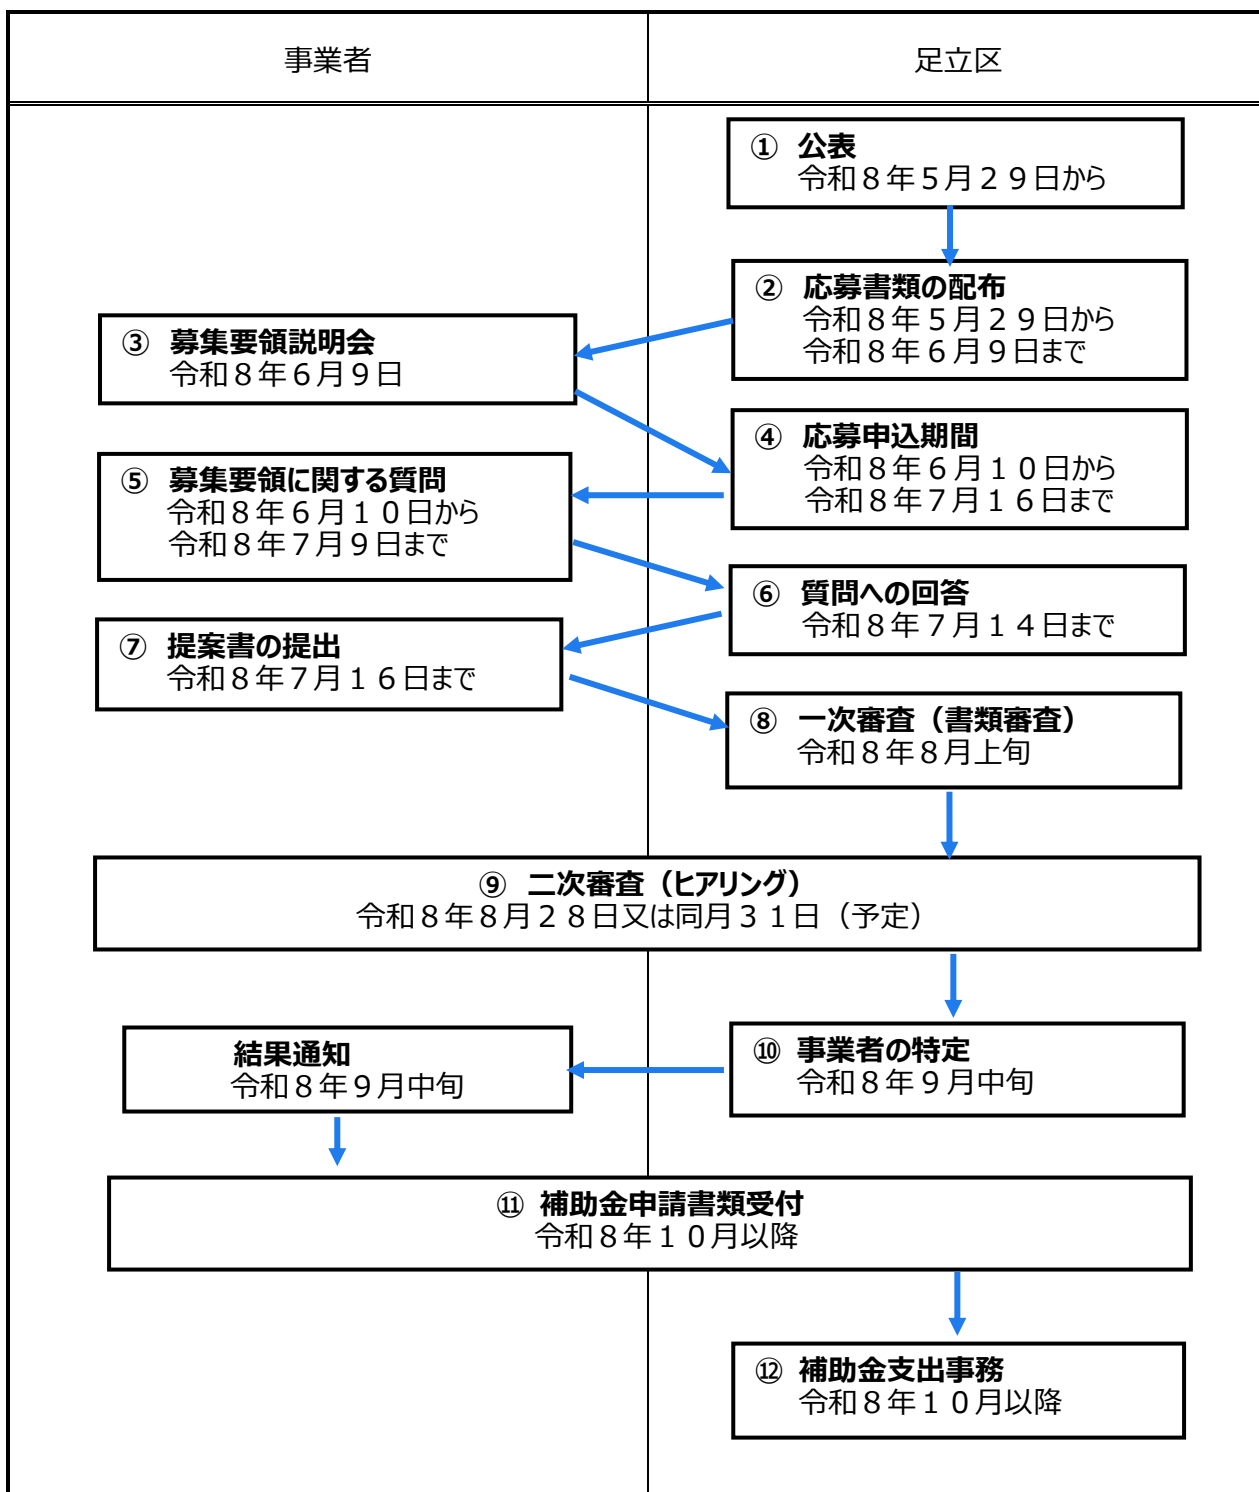 事業者
足立区
① 公表
令和８年５月２９日から
② 応募書類の配布
令和８年５月２９日から
令和８年６月９日まで
③ 募集要領説明会
令和８年６月９日
④ 応募申込期間
令和８年６月１０日から
令和８年７月１６日まで
⑤ 募集要領に関する質問
令和８年６月１０日から
令和８年７月９日まで
⑥ 質問への回答
令和８年７月１４日まで
⑦ 提案書の提出
令和８年７月１６日まで
⑧ 一次審査（書類審査）
令和８年８月上旬
⑨ 二次審査（ヒアリング）
令和８年８月２８日又は同月３１日（予定）
⑩ 事業者の特定
令和８年９月中旬
結果通知
令和８年９月中旬
⑪ 補助金申請書類受付
令和８年１０月以降
⑫ 補助金支出事務
令和８年１０月以降